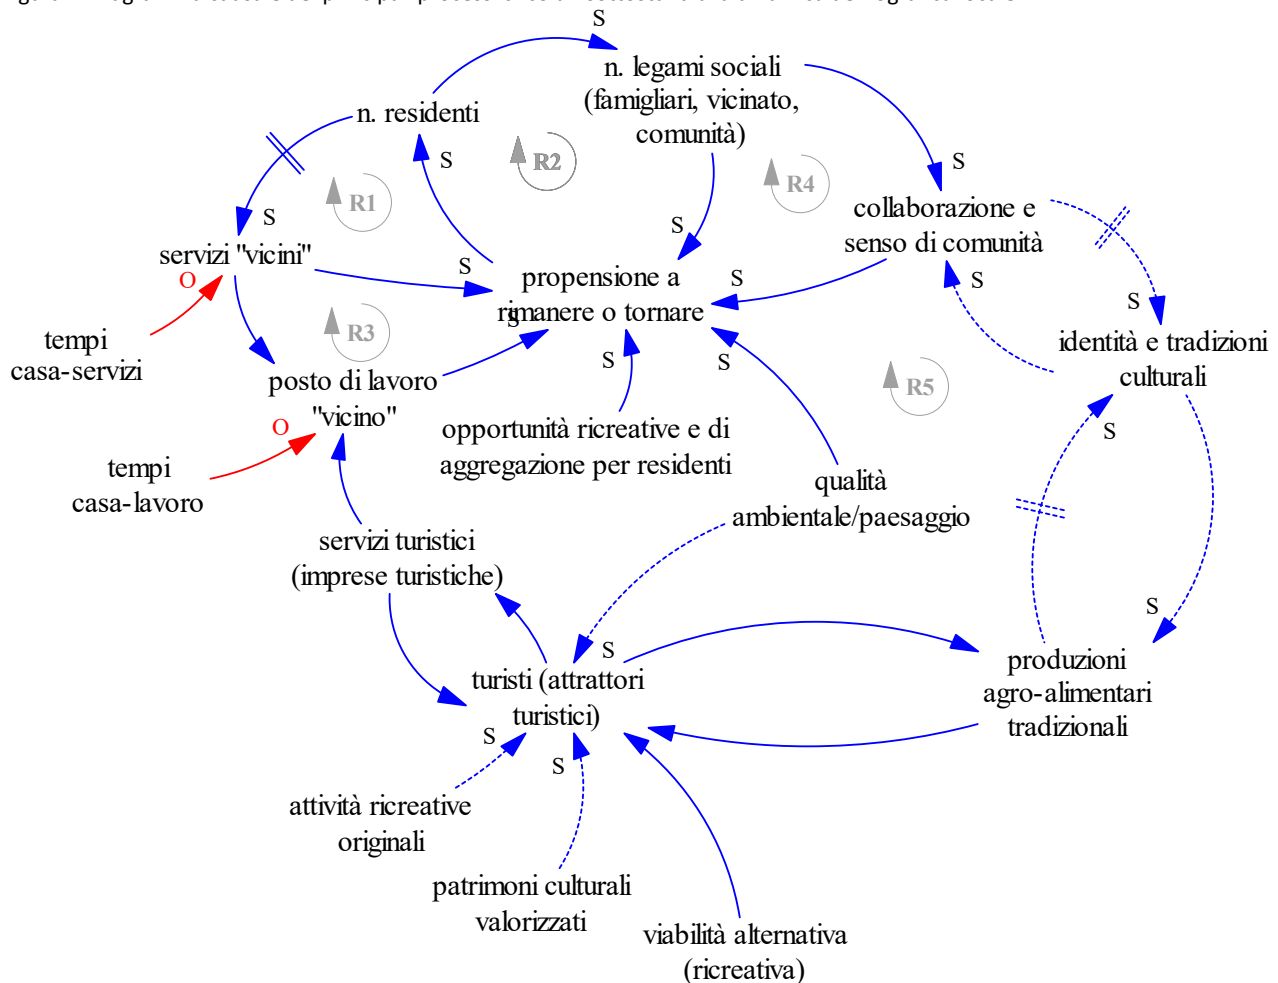 S
n. legami sociali
(famigliari, vicinato,
comunità)
n. residenti
S
R2
S
R4
R1
S
collaborazione e
senso di comunità
S
S
servizi "vicini"
O
S
propensione a
rimanere o tornare
S
S
S
S
R3
tempi
casa-servizi
identità e tradizioni
culturali
S
S
R5
posto di lavoro
"vicino"
O
opportunità ricreative e di
aggregazione per residenti
S
tempi
casa-lavoro
qualità
ambientale/paesaggio
servizi turistici
(imprese turistiche)
S
S
produzioni
agro-alimentari
tradizionali
turisti (attrattori
turistici)
S
S
attività ricreative
originali
patrimoni culturali
valorizzati
viabilità alternativa
(ricreativa)